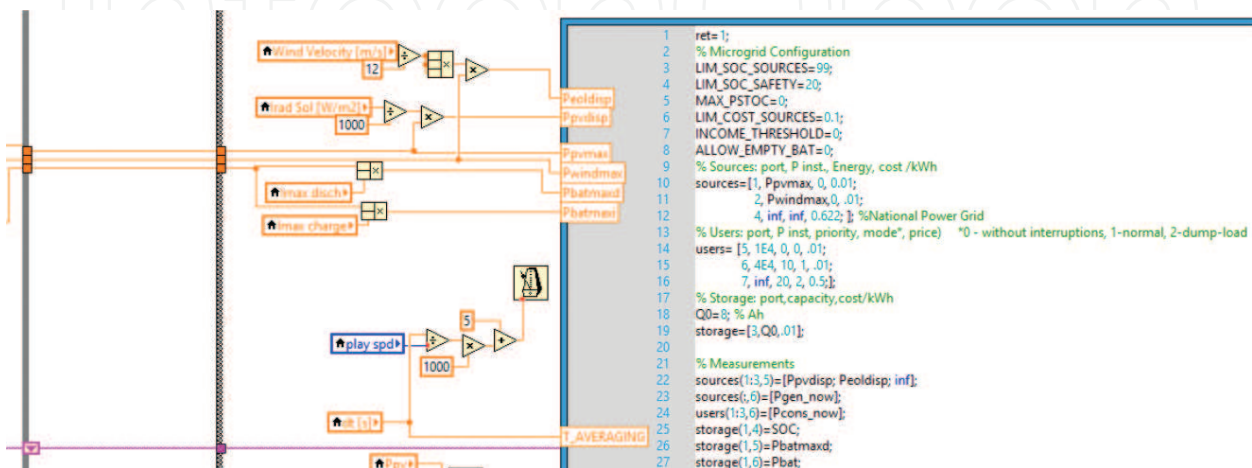 Wind Velocity [m/s]
12
Irad Sol [W/m2]
1000
Imax disch
Imax charge
5
play spd
1000
dt [s]
Ppv
Peoldisp
Ppvdisp
Ppvmax
Pwindmax
Pbatmaxd
Pbatmaxi
T_AVERAGING
1 ret=1;
2 % Microgrid Configuration
3 LIM_SOC_SOURCES=99;
4 LIM_SOC_SAFETY=20;
5 MAX_PSTOC=0;
6 LIM_COST_SOURCES=0.1;
7 INCOME_THRESHOLD=0;
8 ALLOW_EMPTY_BAT=0;
9 % Sources: port, P inst., Energy, cost /kWh
10 sources=[1, Ppvmax, 0, 0.01;
11 2, Pwindmax,0, .01;
12 4, inf, inf, 0.622; ]; %National Power Grid
13 % Users: port, P inst, priority, mode*, price) *0 - without interruptions, 1-normal, 2-dump-load
14 users= [5, 1E4, 0, 0, .01;
15 6, 4E4, 10, 1, .01;
16 7, inf, 20, 2, 0.5;];
17 % Storage: port,capacity,cost/kWh
18 Q0=8; % Ah
19 storage=[3,Q0,.01];
20
21 % Measurements
22 sources(1:3,5)=[Ppvdisp; Peoldisp; inf];
23 sources(:,6)=[Pgen_now];
24 users(1:3,6)=[Pcons_now];
25 storage(1,4)=SOC;
26 storage(1,5)=Pbatmaxd;
27 storage(1,6)=Pbat;